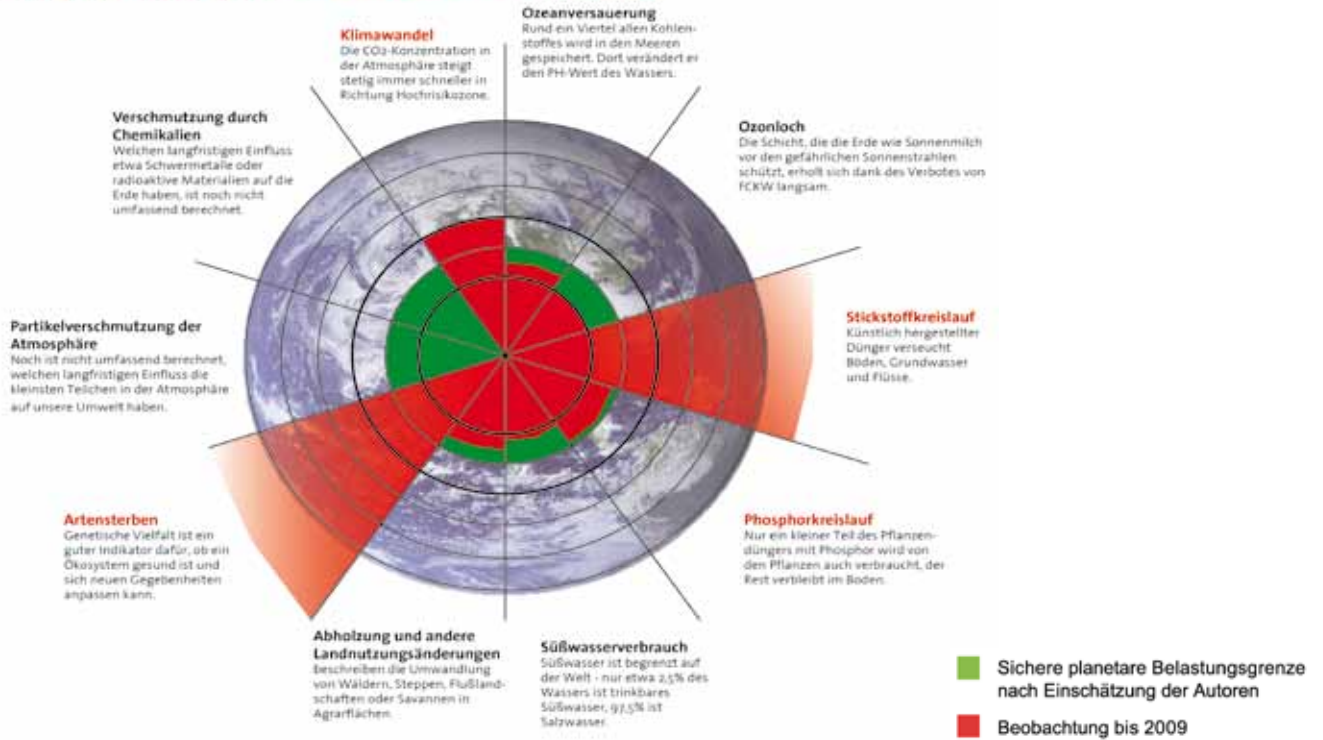 Klimawandel
Die CO2-Konzentration in
der Atmosphäre steigt
stetig immer schneller in
Richtung Hochrisikozone.
Ozeanversauerung
Rund ein Viertel allen Kohlen-
stoffes wird in den Meeren
gespeichert. Dort verändert er
den PH-Wert des Wassers.
Verschmutzung durch
Chemikalien
Welchen langfristigen Einfluss
etwa Schwermetalle oder
radioaktive Materialien auf die
Erde haben, ist noch nicht
umfassend berechnet.
Ozonloch
Die Schicht, die die Erde wie Sonnenmilch
vor den gefährlichen Sonnenstrahlen
schützt, erholt sich dank des Verbotes von
FCKW langsam.
Partikelverschmutzung der
Atmosphäre
Noch ist nicht umfassend berechnet,
welchen langfristigen Einfluss die
kleinsten Teilchen in der Atmosphäre
auf unsere Umwelt haben.
Stickstoffkreislauf
Künstlich hergestellter
Dünger verseucht
Böden, Grundwasser
und Flüsse.
Artensterben
Genetische Vielfalt ist ein
guter Indikator dafür, ob ein
Ökosystem gesund ist und
sich neuen Gegebenheiten
anpassen kann.
Phosphorkreislauf
Nur ein kleiner Teil des Pflanzen-
düngers mit Phosphor wird von
den Pflanzen auch verbraucht, der
Rest verbleibt im Boden.
Abholzung und andere
Landnutzungsänderungen
beschreiben die Umwandlung
von Wäldern, Steppen, Flußland-
schaften oder Savannen in
Agrarflächen.
Süßwasserverbrauch
Süßwasser ist begrenzt auf
der Welt - nur etwa 2,5% des
Wassers ist trinkbares
Süßwasser, 97,5% ist
Salzwasser.
Sichere planetare Belastungsgrenze
nach Einschätzung der Autoren
Beobachtung bis 2009